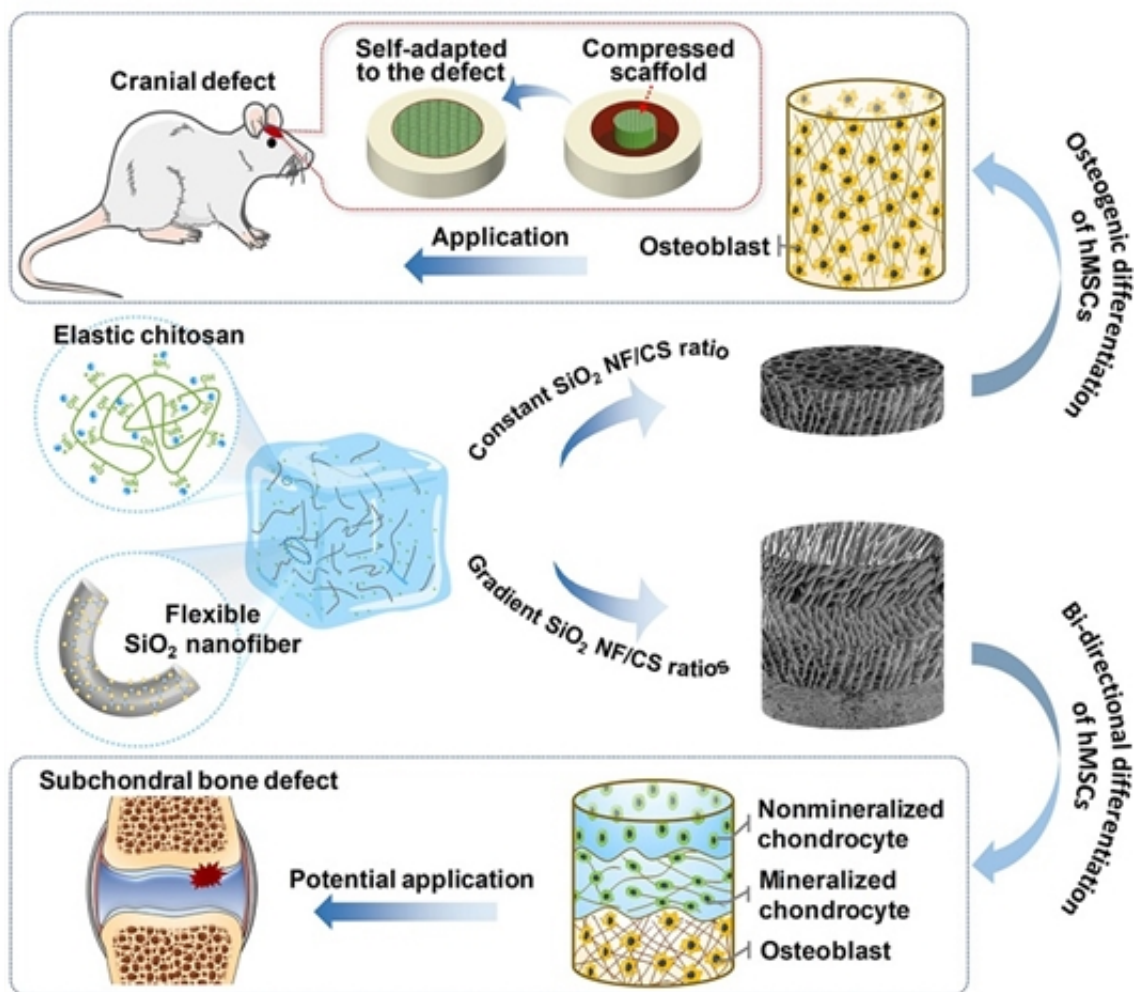 Cranial defect
Self-adapted
to the defect
Compressed
scaffold
Application
Osteoblast
Osteogenic differentiation
of hMSCs
Elastic chitosan
Constant SiO₂ NF/CS ratio
Flexible
SiO₂ nanofiber
Gradient SiO₂ NF/CS ratios
Bi-directional differentiation
of hMSCs
Subchondral bone defect
Potential application
Nonmineralized
chondrocyte
Mineralized
chondrocyte
Osteoblast